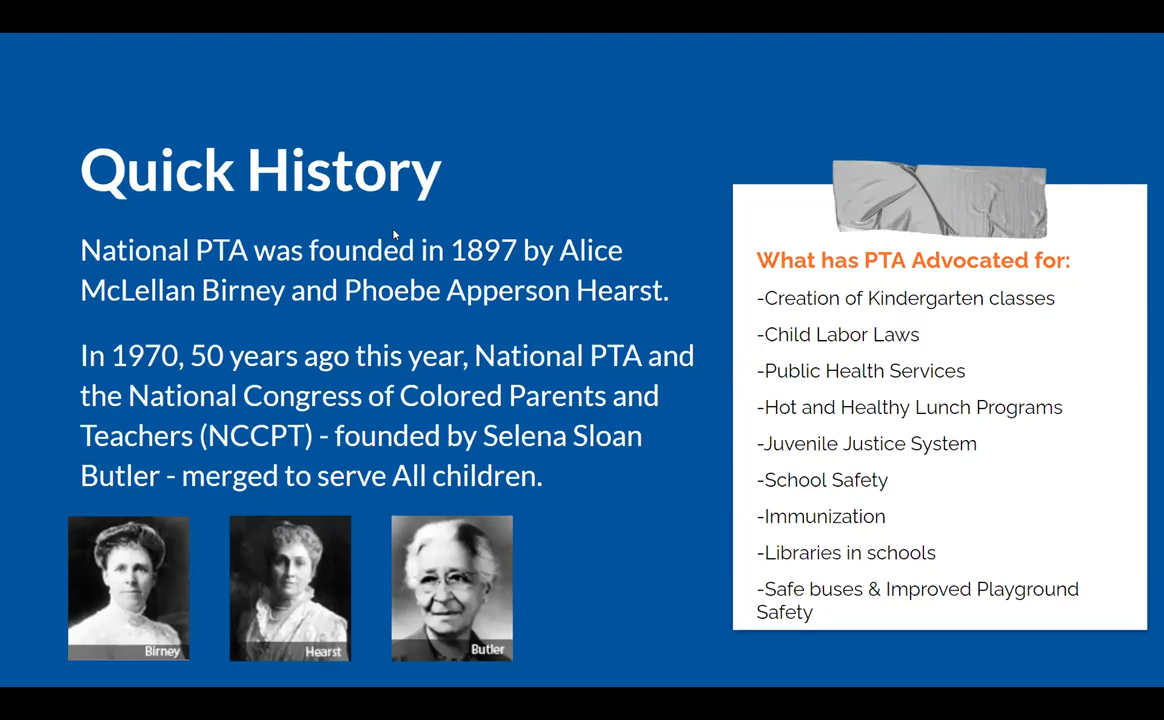 Quick History
National PTA was founded in 1897 by Alice
McLellan Birney and Phoebe Apperson Hearst.
In 1970, 50 years ago this year, National PTA and
the National Congress of Colored Parents and
Teachers (NCCPT) - founded by Selena Sloan
Butler - merged to serve All children.
Birney
Hearst
Butler
What has PTA Advocated for:
-Creation of Kindergarten classes
-Child Labor Laws
-Public Health Services
-Hot and Healthy Lunch Programs
-Juvenile Justice System
-School Safety
-Immunization
-Libraries in schools
-Safe buses & Improved Playground
Safety